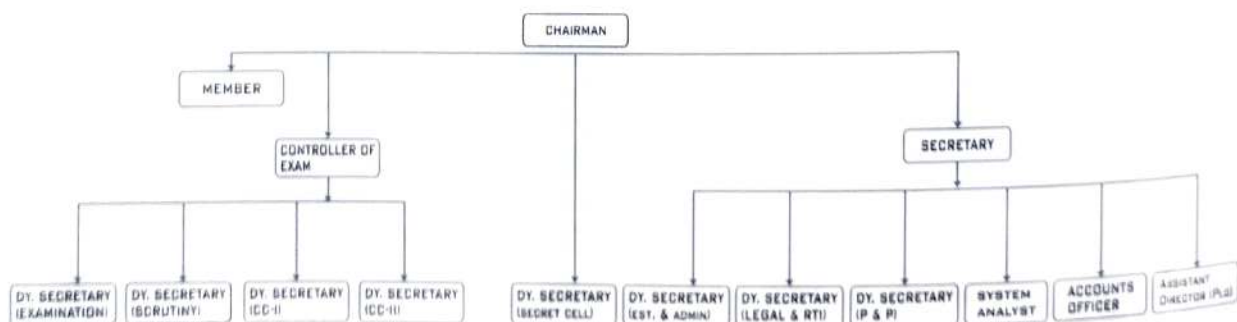 CHAIRMAN
MEMBER
CONTROLLER OF
EXAM
SECRETARY
DY. SECRETARY
(EXAMINATION)
DY. SECRETARY
(SCRUTINY)
DY. SECRETARY
(CC-I)
DY. SECRETARY
(CC-II)
DY. SECRETARY
(SECRET CELL)
DY. SECRETARY
(EST. & ADMIN)
DY. SECRETARY
(LEGAL & RTI)
DY. SECRETARY
(P & P)
SYSTEM
ANALYST
ACCOUNTS
OFFICER
ASSISTANT
DIRECTOR